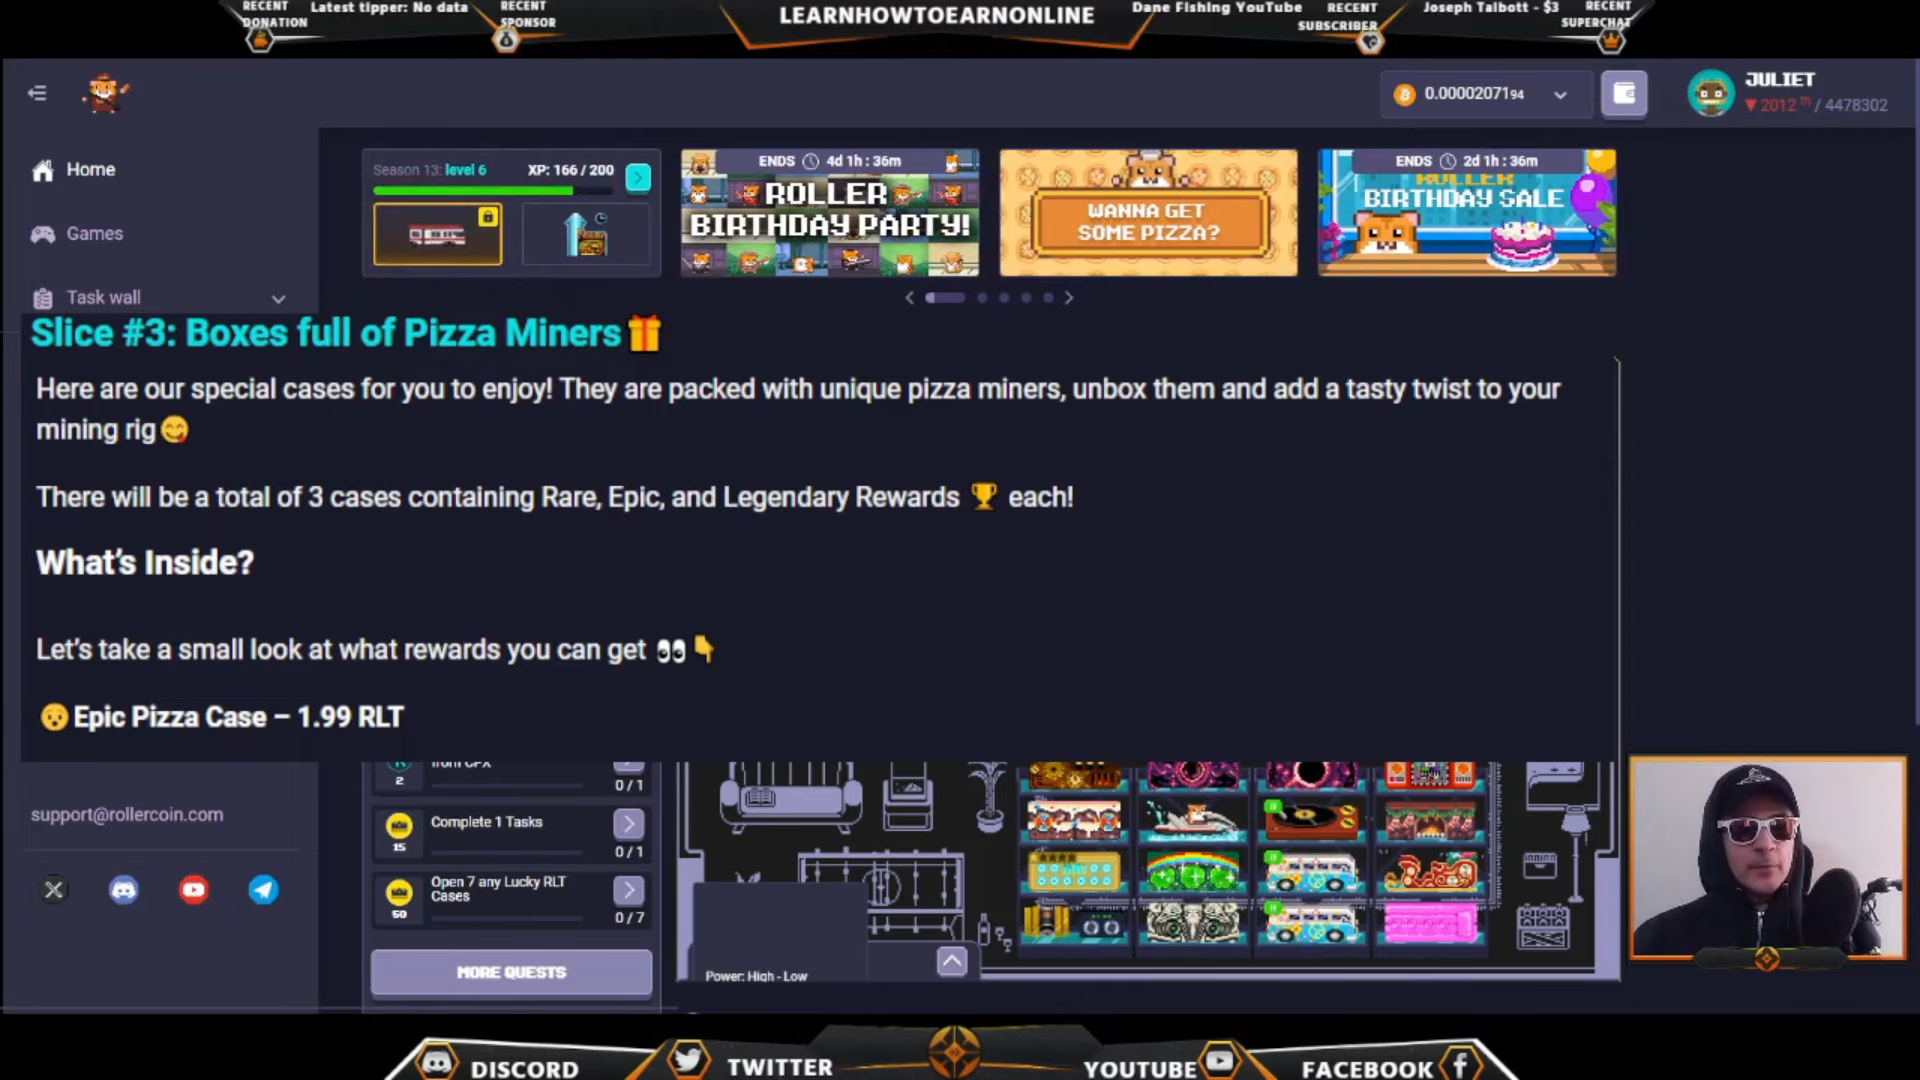 RECENT
DONATION
Latest tipper: No data
RECENT
SPONSOR
LEARNHOWTOEARNONLINE
Dane Fishing YouTube
RECENT
SUBSCRIBER
Joseph Talbott - $3
RECENT
SUPERCHAT
0.0000207194
JULIET
2012 th / 4478302
Home
Games
Task wall
Season 13: level 6
XP: 166 / 200
ENDS 4d 1h : 36m
ROLLER
BIRTHDAY PARTY!
WANNA GET
SOME PIZZA?
ENDS 2d 1h : 36m
ROLLER
BIRTHDAY SALE
Slice #3: Boxes full of Pizza Miners🎁
Here are our special cases for you to enjoy! They are packed with unique pizza miners, unbox them and add a tasty twist to your
mining rig😋
There will be a total of 3 cases containing Rare, Epic, and Legendary Rewards 🏆 each!
What's Inside?
Let's take a small look at what rewards you can get 👀👇
😯Epic Pizza Case – 1.99 RLT
2
from CPX
0/1
15
Complete 1 Tasks
0/1
50
Open 7 any Lucky RLT
Cases
0/7
MORE QUESTS
support@rollercoin.com
Power: High - Low
DISCORD
TWITTER
YOUTUBE
FACEBOOK